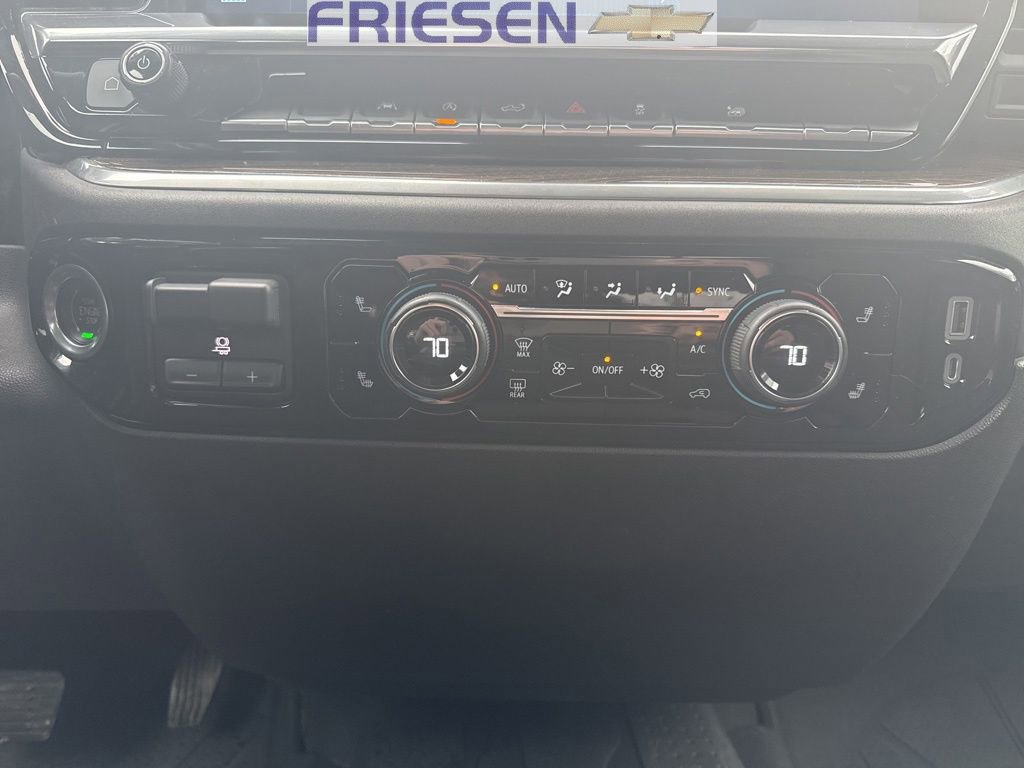 FRIESEN
AUTO
SYNC
70
MAX
A/C
70
ON/OFF
REAR
- +